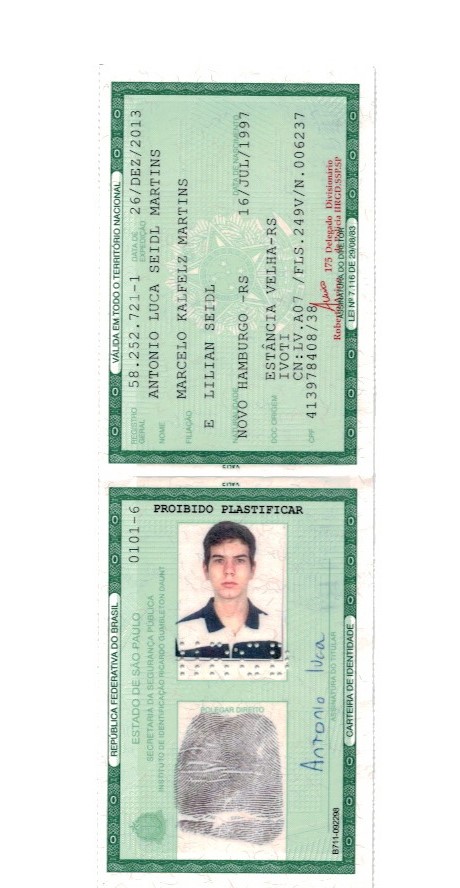 VÁLIDA EM TODO O TERRITÓRIO NACIONAL
REGISTRO GERAL 58.252.721-1 DATA DE EXPEDIÇÃO 26/DEZ/2013
NOME ANTONIO LUCA SEIDL MARTINS
FILIAÇÃO MARCELO KALFELZ MARTINS
E LILIAN SEIDL
NATURALIDADE NOVO HAMBURGO -RS DATA DE NASCIMENTO 16/JUL/1997
DOC ORIGEM ESTÂNCIA VELHA-RS
IVOTI
CN:LV.A07 /FLS.249V/N.006237
CPF 413978408/38
175 Delegado Divisionário
de Polícia IIRGD.SSP.SP
ASSINATURA DO DIRETOR
LEI Nº 7.116 DE 29/08/83
REPÚBLICA FEDERATIVA DO BRASIL
ESTADO DE SÃO PAULO 0101-6
SECRETARIA DA SEGURANÇA PÚBLICA
INSTITUTO DE IDENTIFICAÇÃO RICARDO GUMBLETON DAUNT
PROIBIDO PLASTIFICAR
POLEGAR DIREITO
Antonio luca
ASSINATURA DO TITULAR
B711-092298
CARTEIRA DE IDENTIDADE